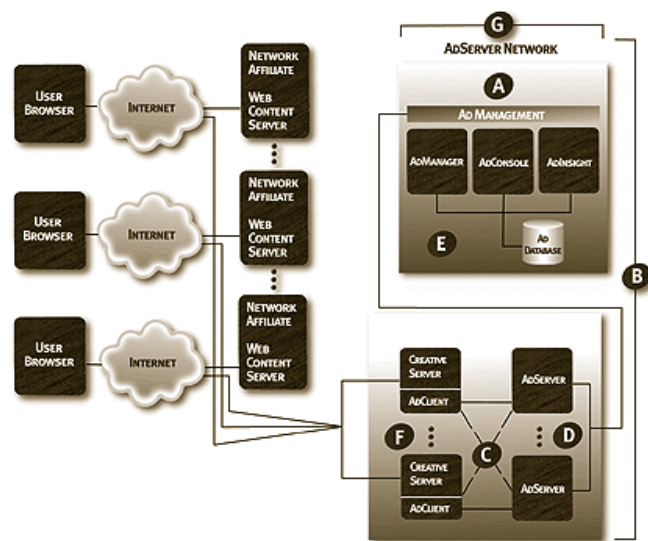 G
ADSERVER NETWORK
A
AD MANAGEMENT
ADMANAGER
ADCONSOLE
ADINSIGHT
E
AD
DATABASE
B
USER
BROWSER
INTERNET
NETWORK
AFFILIATE
WEB
CONTENT
SERVER
USER
BROWSER
INTERNET
NETWORK
AFFILIATE
WEB
CONTENT
SERVER
USER
BROWSER
INTERNET
NETWORK
AFFILIATE
WEB
CONTENT
SERVER
CREATIVE
SERVER
ADCLIENT
ADSERVER
F
C
D
CREATIVE
SERVER
ADCLIENT
ADSERVER